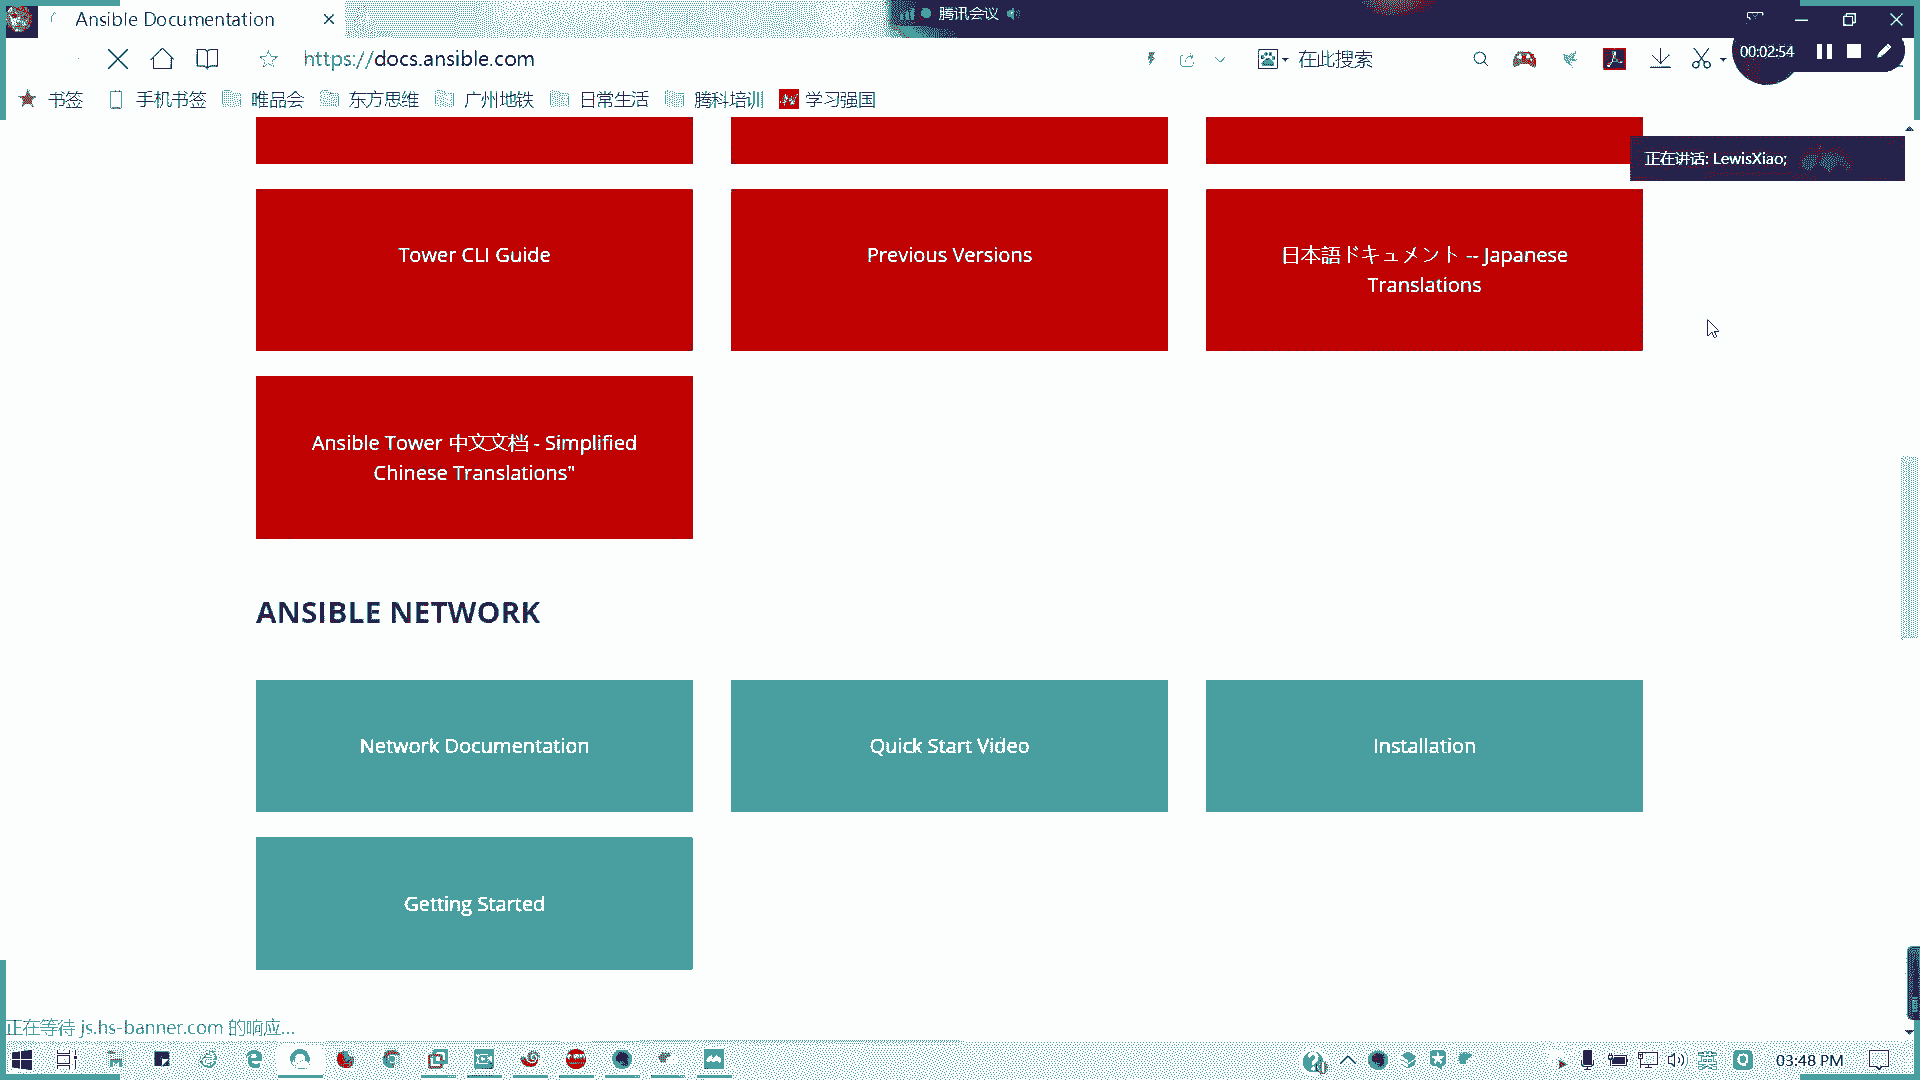 Ansible Documentation
腾讯会议
https://docs.ansible.com
在此搜索
00:02:54
书签
手机书签
唯品会
东方思维
广州地铁
日常生活
腾科培训
学习强国
正在讲话: LewisXiao;
Tower CLI Guide
Previous Versions
日本語ドキュメント -- Japanese
Translations
Ansible Tower 中文文档 - Simplified
Chinese Translations"
ANSIBLE NETWORK
Network Documentation
Quick Start Video
Installation
Getting Started
正在等待 js.hs-banner.com 的响应...
英
03:48 PM